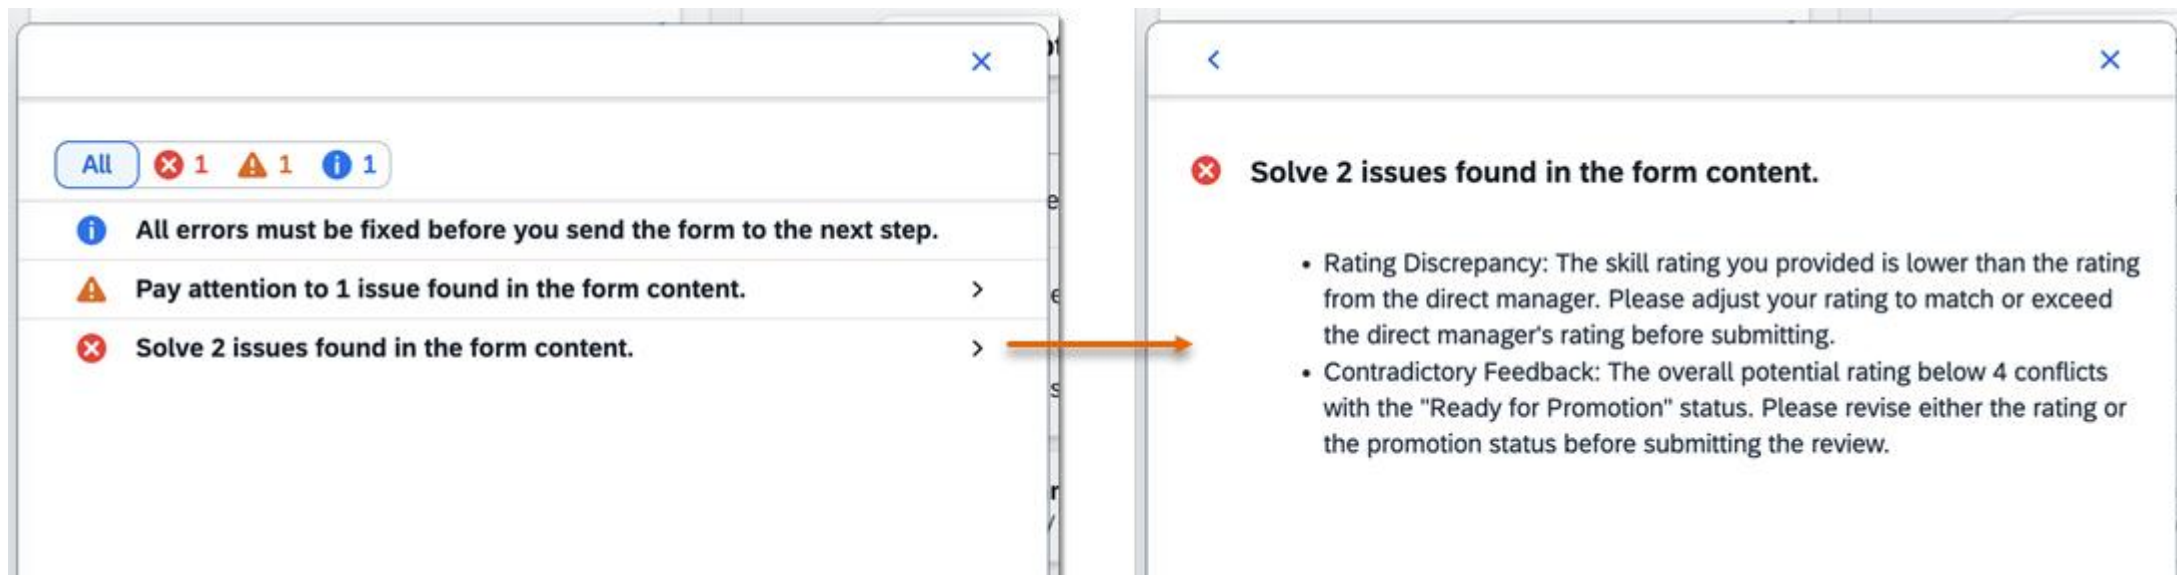 All 1 1 1
All errors must be fixed before you send the form to the next step.
Pay attention to 1 issue found in the form content.
Solve 2 issues found in the form content.
Solve 2 issues found in the form content.
• Rating Discrepancy: The skill rating you provided is lower than the rating
from the direct manager. Please adjust your rating to match or exceed
the direct manager's rating before submitting.
• Contradictory Feedback: The overall potential rating below 4 conflicts
with the "Ready for Promotion" status. Please revise either the rating or
the promotion status before submitting the review.